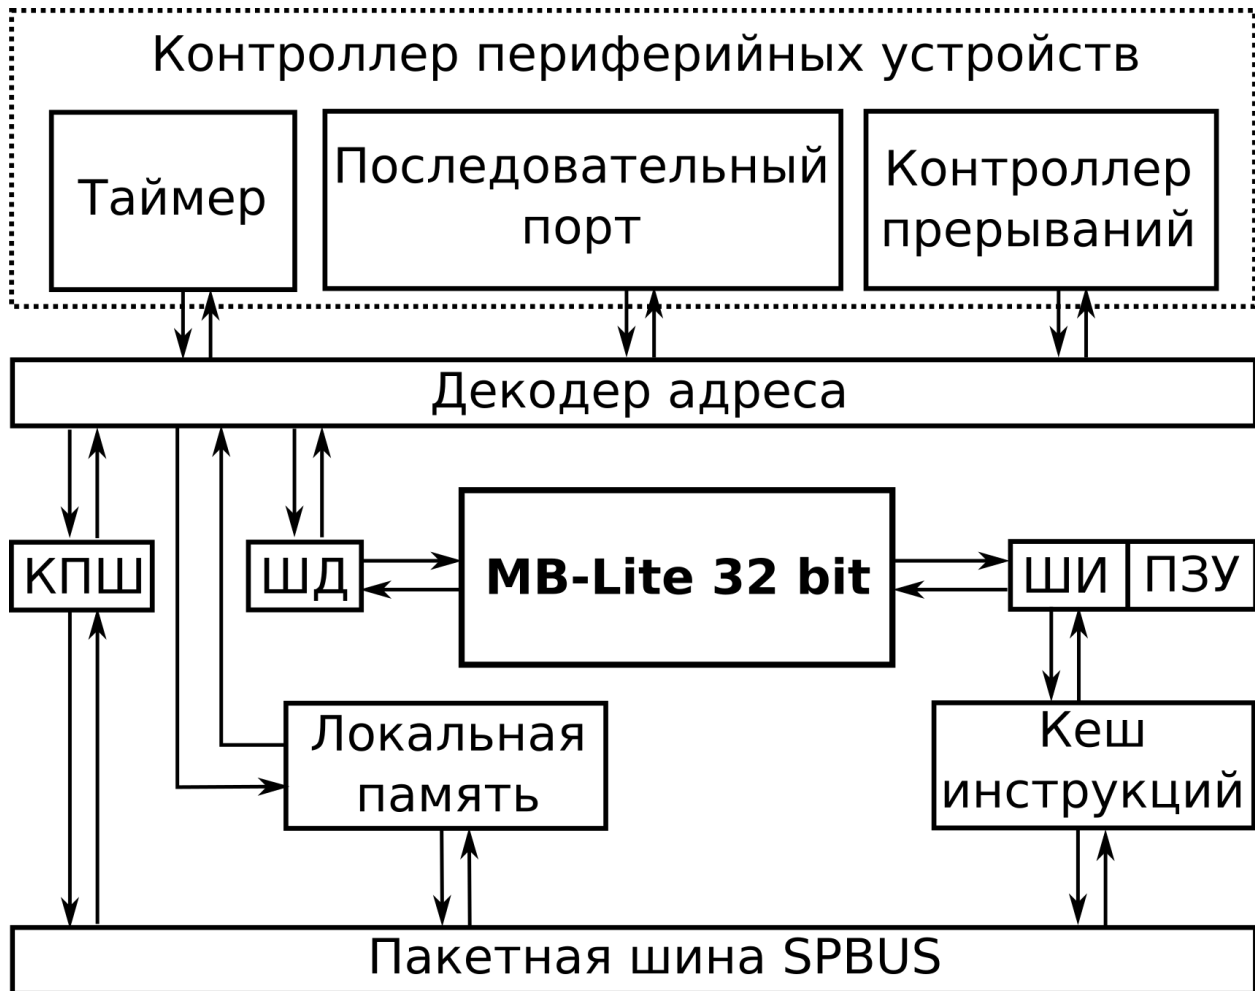 Контроллер периферийных устройств
Таймер
Последовательный
порт
Контроллер
прерываний
Декодер адреса
КПШ
ШД
MB-Lite 32 bit
ШИ
ПЗУ
Локальная
память
Кеш
инструкций
Пакетная шина SPBUS